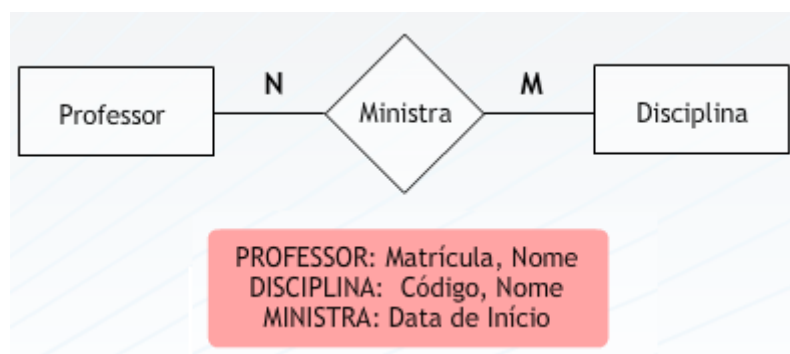 N
M
Professor
Ministra
Disciplina
PROFESSOR: Matrícula, Nome
DISCIPLINA: Código, Nome
MINISTRA: Data de Início